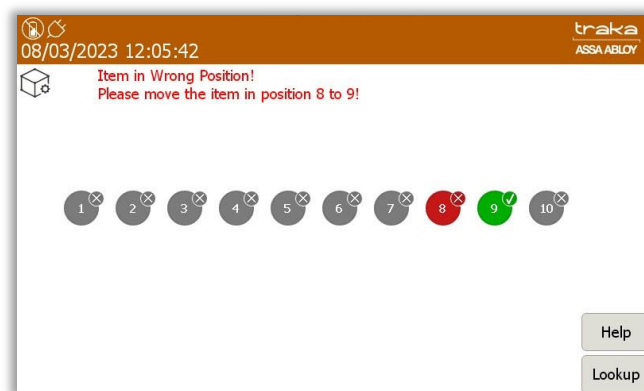 traka
08/03/2023 12:05:42
ASSA ABLOY
Item in Wrong Position!
Please move the item in position 8 to 9!
1 2 3 4 5 6 7 8 9 10
Help
Lookup